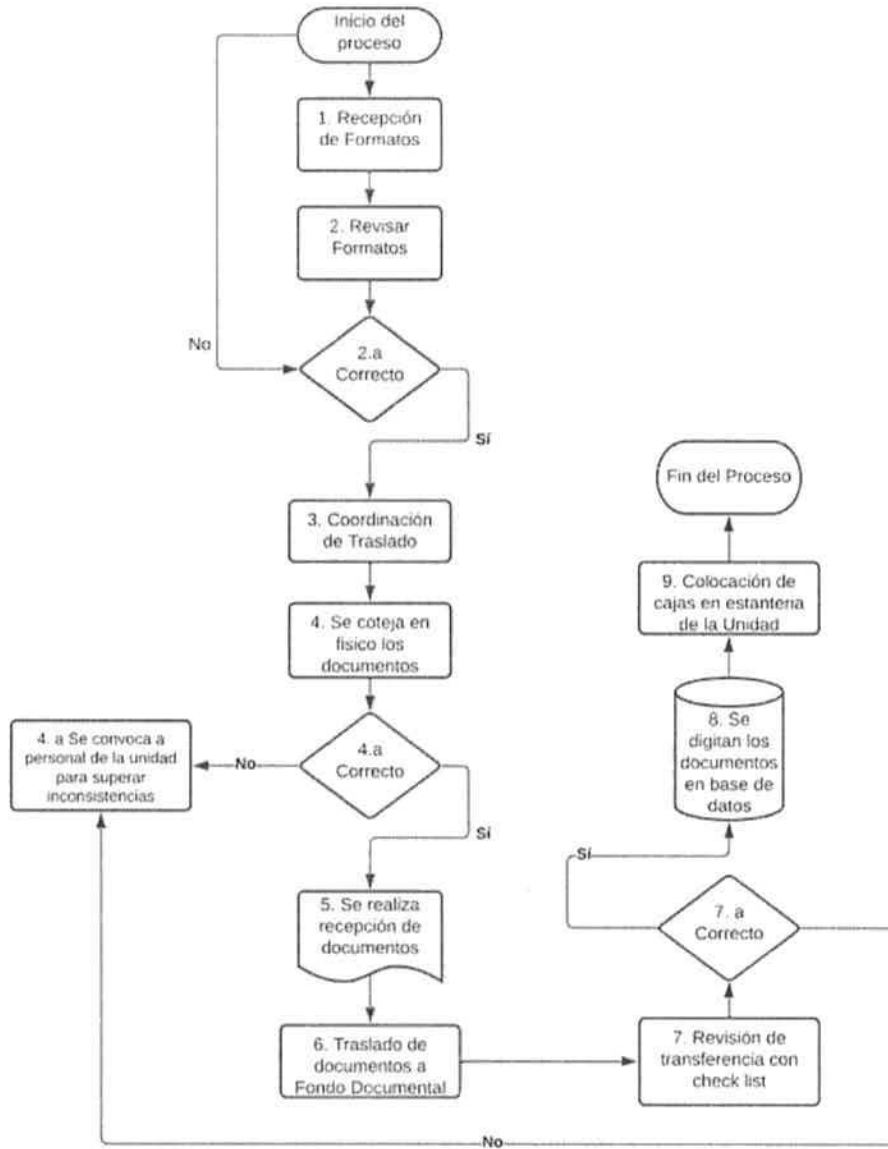 Inicio del
proceso
1. Recepción
de Formatos
2. Revisar
Formatos
No
2.a
Correcto
Sí
3. Coordinación
de Traslado
4. Se coteja en
físico los
documentos
4.a
Correcto
No
4. a Se convoca a
personal de la unidad
para superar
inconsistencias
Sí
5. Se realiza
recepción de
documentos
6. Traslado de
documentos a
Fondo Documental
7. Revisión de
transferencia con
check list
7. a
Correcto
No
Sí
8. Se
digitan los
documentos
en base de
datos
9. Colocación de
cajas en estantería
de la Unidad
Fin del Proceso